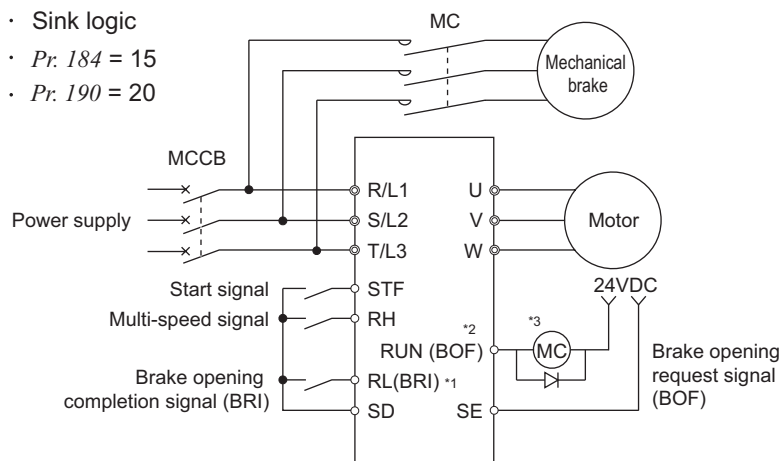 · Sink logic
· Pr. 184 = 15
· Pr. 190 = 20
MC
Mechanical
brake
MCCB
Power supply
R/L1
S/L2
T/L3
U
V
W
Motor
24VDC
Start signal
STF
Multi-speed signal
RH
*2
*3
RUN (BOF)
MC
Brake opening
request signal
(BOF)
Brake opening
completion signal (BRI)
RL(BRI) *1
SD
SE